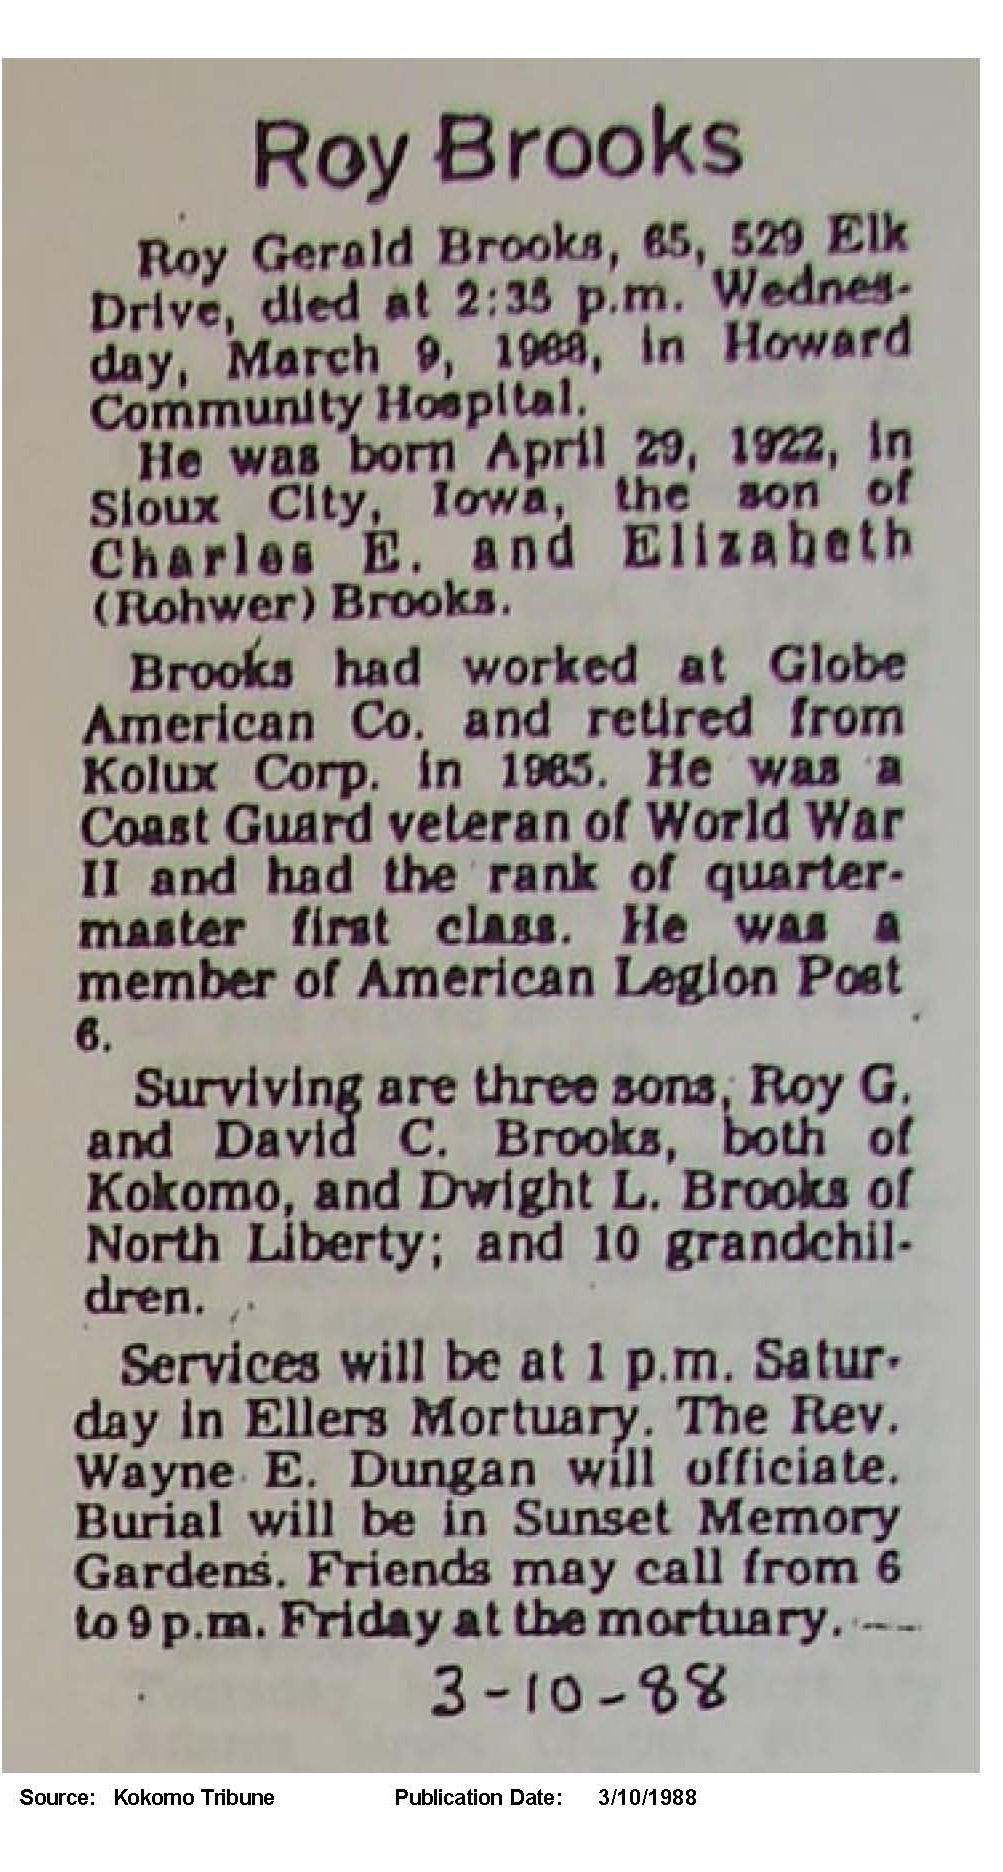 Roy Brooks
Roy Gerald Brooks, 65, 529 Elk
Drive, died at 2:35 p.m. Wednes-
day, March 9, 1988, in Howard
Community Hospital.
He was born April 29, 1922, in
Sioux City, Iowa, the son of
Charles E. and Elizabeth
(Rohwer) Brooks.
Brooks had worked at Globe
American Co. and retired from
Kolux Corp. in 1985. He was a
Coast Guard veteran of World War
II and had the rank of quarter-
master first class. He was a
member of American Legion Post
6.
Surviving are three sons, Roy G.
and David C. Brooks, both of
Kokomo, and Dwight L. Brooks of
North Liberty; and 10 grandchil-
dren.
Services will be at 1 p.m. Satur-
day in Ellers Mortuary. The Rev.
Wayne E. Dungan will officiate.
Burial will be in Sunset Memory
Gardens. Friends may call from 6
to 9 p.m. Friday at the mortuary.
3-10-88
Source: Kokomo Tribune Publication Date: 3/10/1988